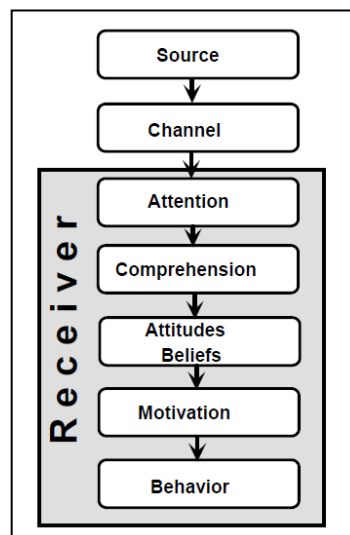 Source
Channel
Receiver
Attention
Comprehension
Attitudes
Beliefs
Motivation
Behavior